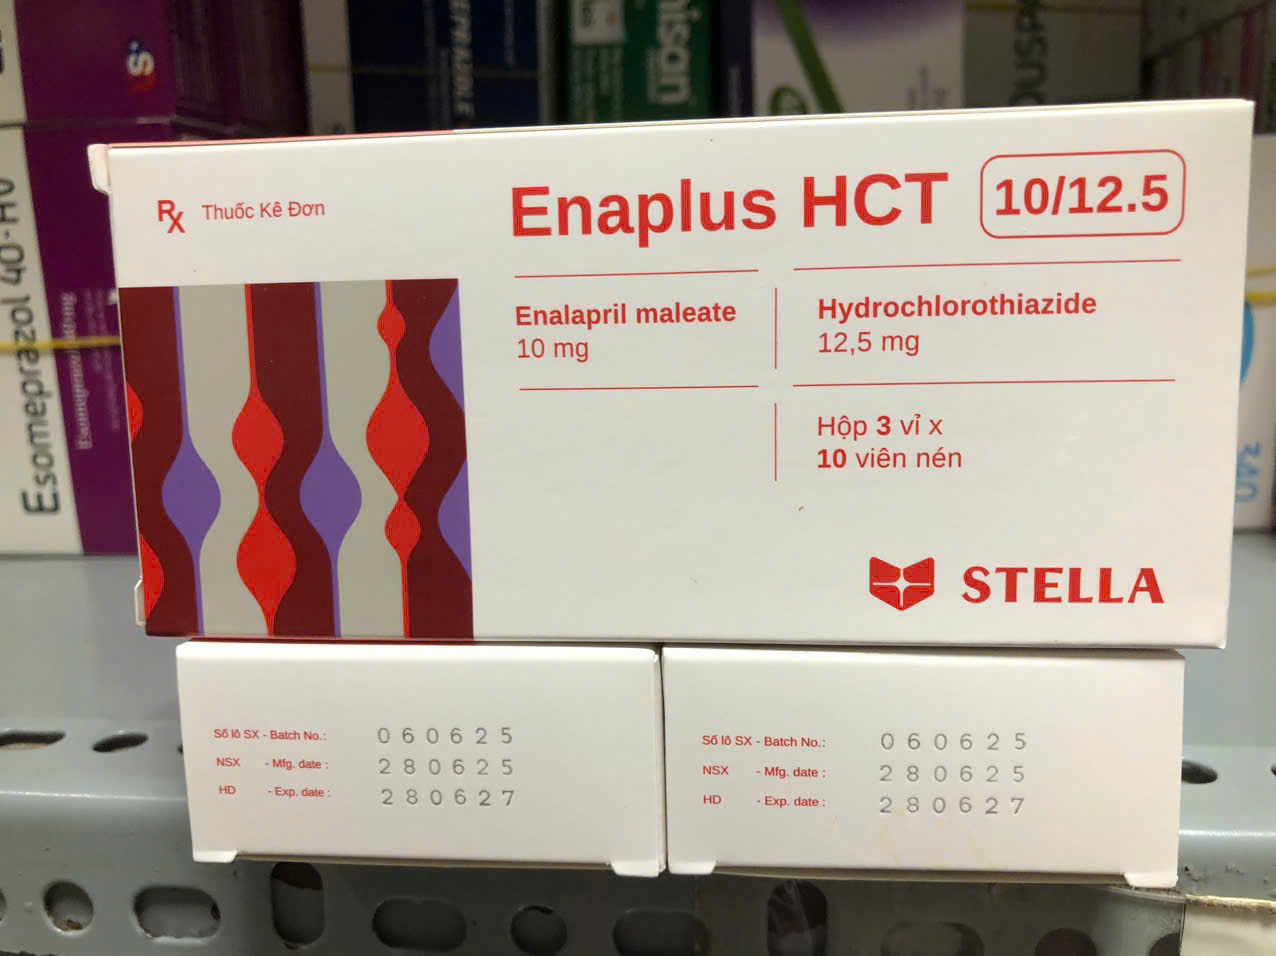 Rx Thuốc Kê Đơn
Enaplus HCT 10/12.5
Enalapril maleate
10 mg
Hydrochlorothiazide
12,5 mg
Hộp 3 vỉ x
10 viên nén
STELLA
Số lô SX - Batch No.: 060625
NSX - Mfg. date : 280625
HD - Exp. date : 280627
Số lô SX - Batch No.: 060625
NSX - Mfg. date : 280625
HD - Exp. date : 280627
Esomeprazol 40-HV